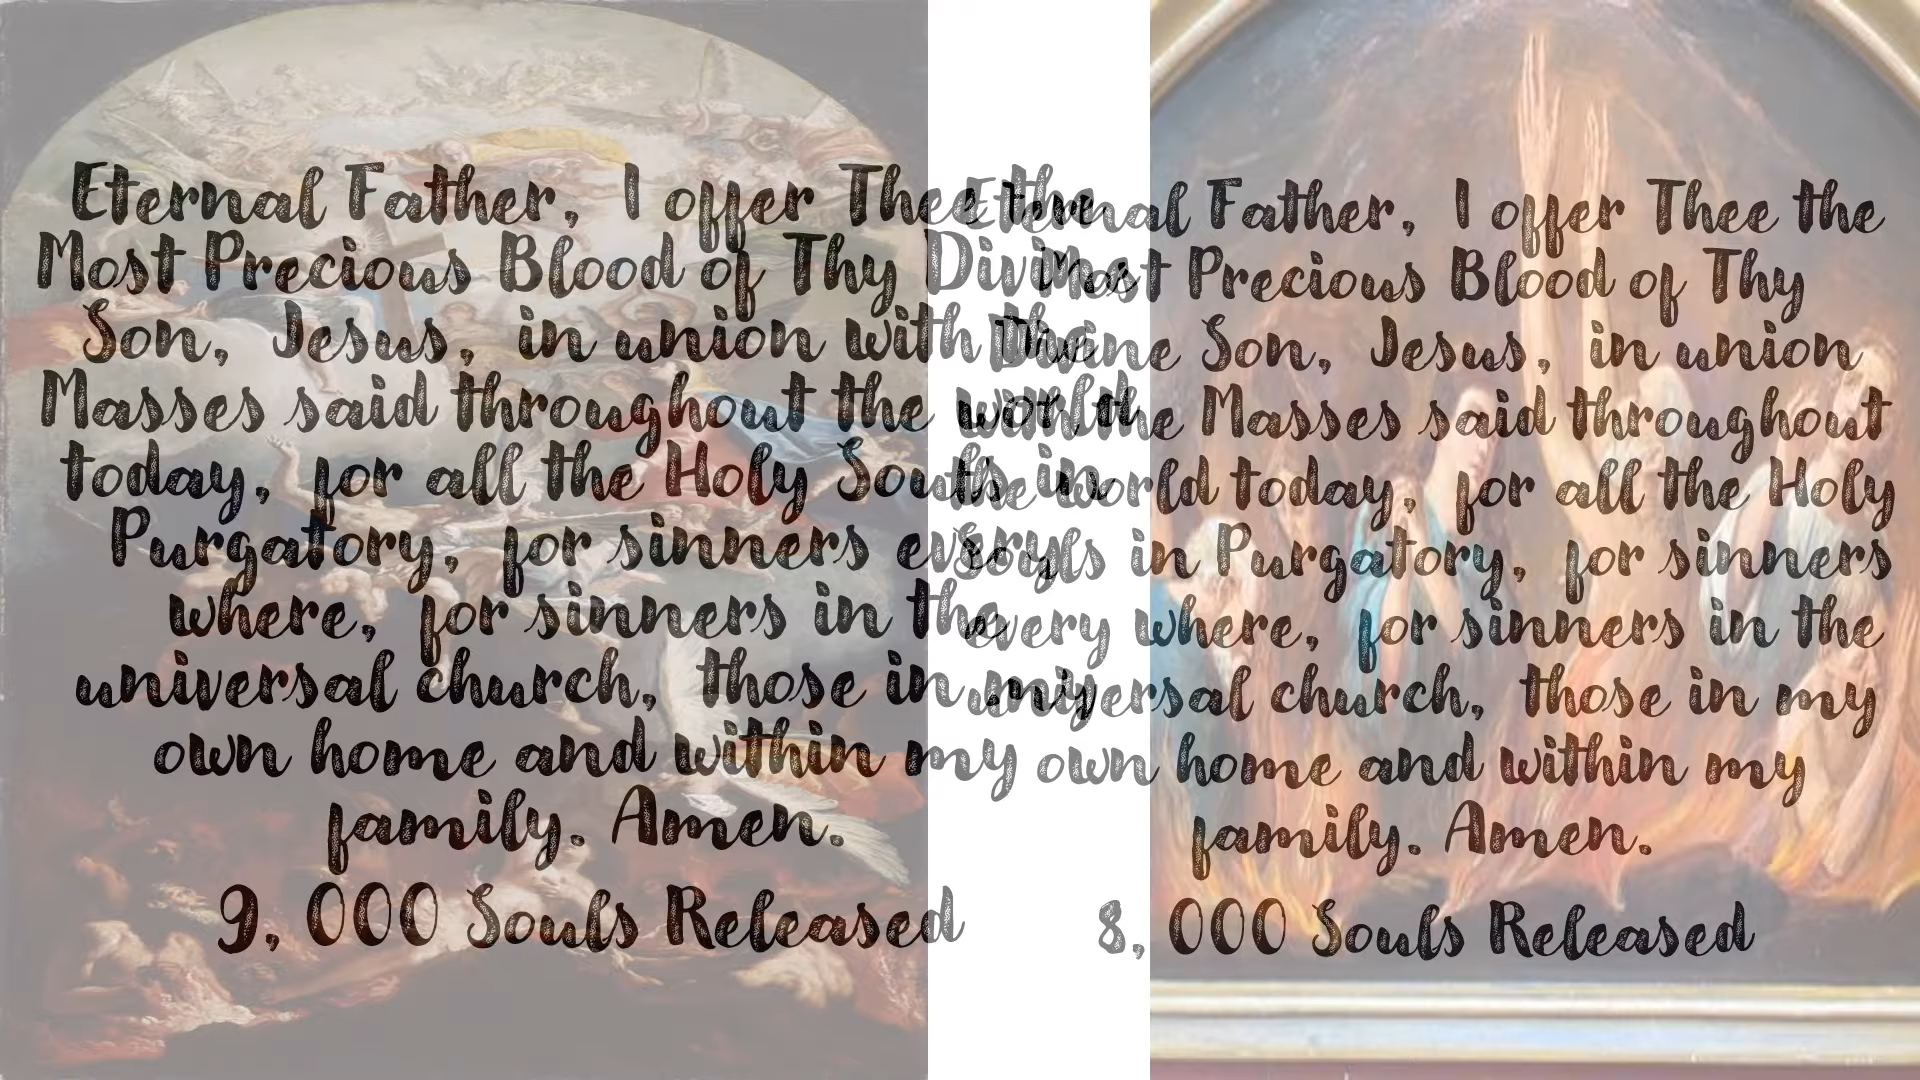 Eternal Father, I offer Thee the
Most Precious Blood of Thy Divine
Son, Jesus, in union with the
Masses said throughout the world,
today, for all the Holy Souls in
Purgatory, for sinners every
where, for sinners in the
universal church, those in my
own home and within my
family. Amen.
9, 000 Souls Released
Eternal Father, I offer Thee the
Most Precious Blood of Thy
Divine Son, Jesus, in union
with the Masses said throughout
the world today, for all the Holy
Souls in Purgatory, for sinners
every where, for sinners in the
universal church, those in my
own home and within my
family. Amen.
8, 000 Souls Released